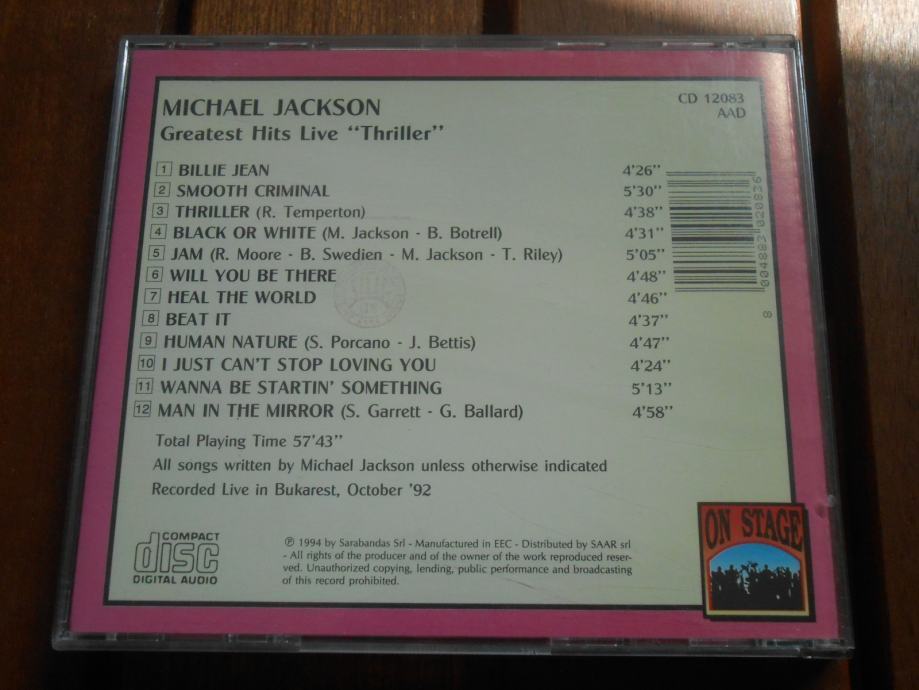 MICHAEL JACKSON
Greatest Hits Live "Thriller"
CD 12083
AAD
1 BILLIE JEAN 4'26"
2 SMOOTH CRIMINAL 5'30"
3 THRILLER (R. Temperton) 4'38"
4 BLACK OR WHITE (M. Jackson - B. Botrell) 4'31"
5 JAM (R. Moore - B. Swedien - M. Jackson - T. Riley) 5'05"
6 WILL YOU BE THERE 4'48"
7 HEAL THE WORLD 4'46"
8 BEAT IT 4'37"
9 HUMAN NATURE (S. Porcano - J. Bettis) 4'47"
10 I JUST CAN'T STOP LOVING YOU 4'24"
11 WANNA BE STARTIN' SOMETHING 5'13"
12 MAN IN THE MIRROR (S. Garrett - G. Ballard) 4'58"
8 004883 020836
Total Playing Time 57'43"
All songs written by Michael Jackson unless otherwise indicated
Recorded Live in Bukarest, October '92
COMPACT
disc
DIGITAL AUDIO
℗ 1994 by Sarabandas Srl - Manufactured in EEC - Distributed by SAAR srl
- All rights of the producer and of the owner of the work reproduced reser-
ved. Unauthorized copying, lending, public performance and broadcasting
of this record prohibited.
ON STAGE